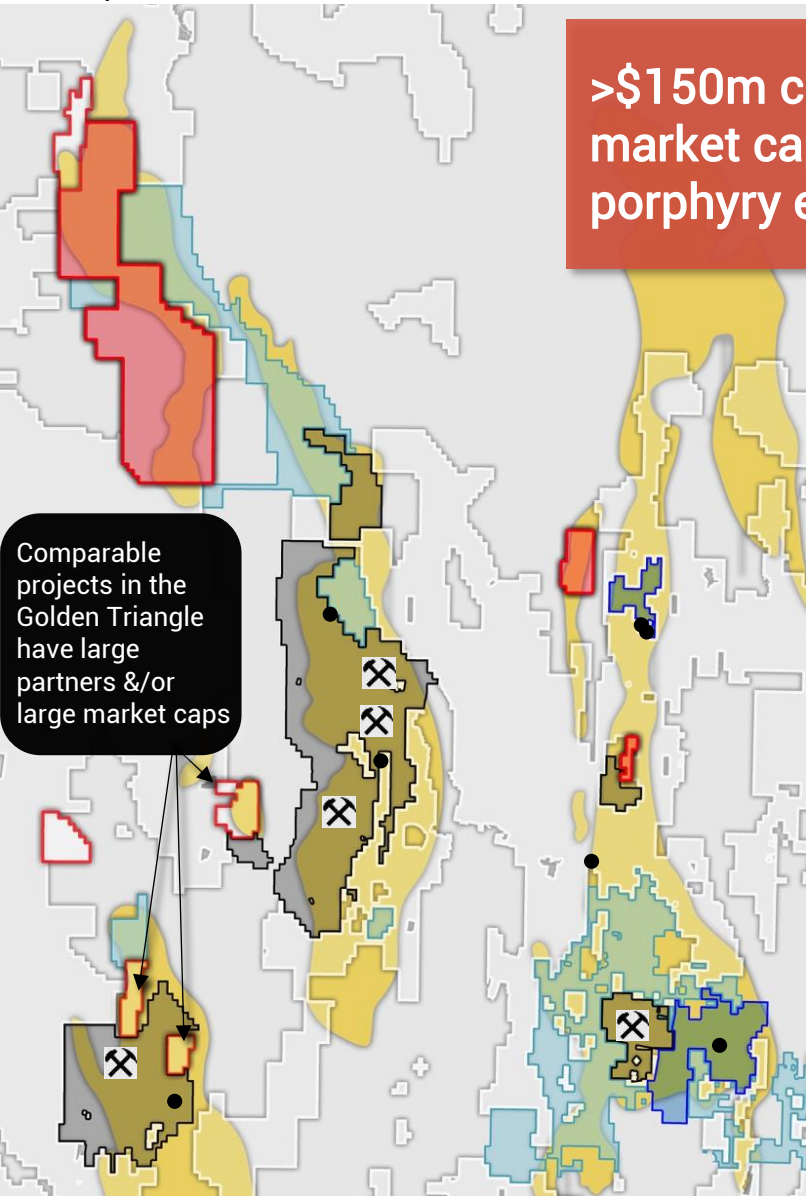 >$150m c
market ca
porphyry e
Comparable
projects in the
Golden Triangle
have large
partners &/or
large market caps